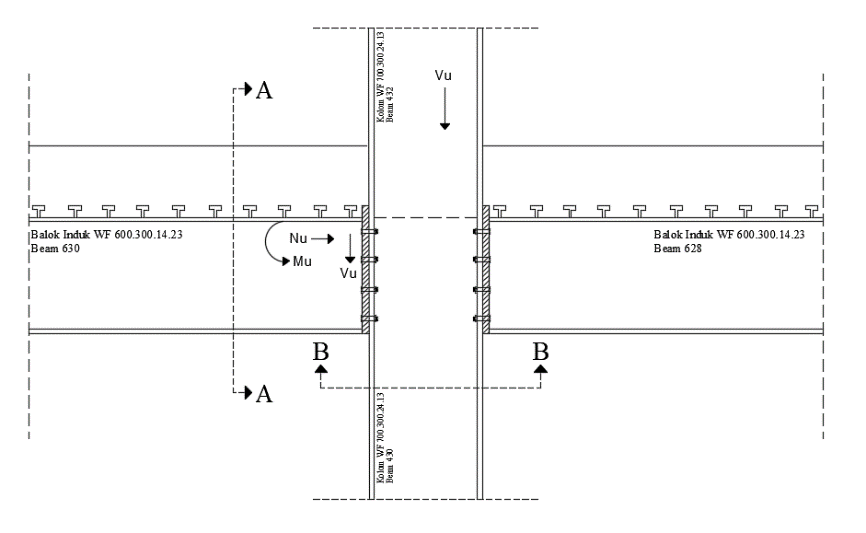 Kolom WF 700.300.24.13
Beam 432
Vu
A
Balok Induk WF 600.300.14.23
Beam 630
Nu
Mu
Vu
Balok Induk WF 600.300.14.23
Beam 628
B
B
A
Kolom WF 700.300.24.13
Beam 430